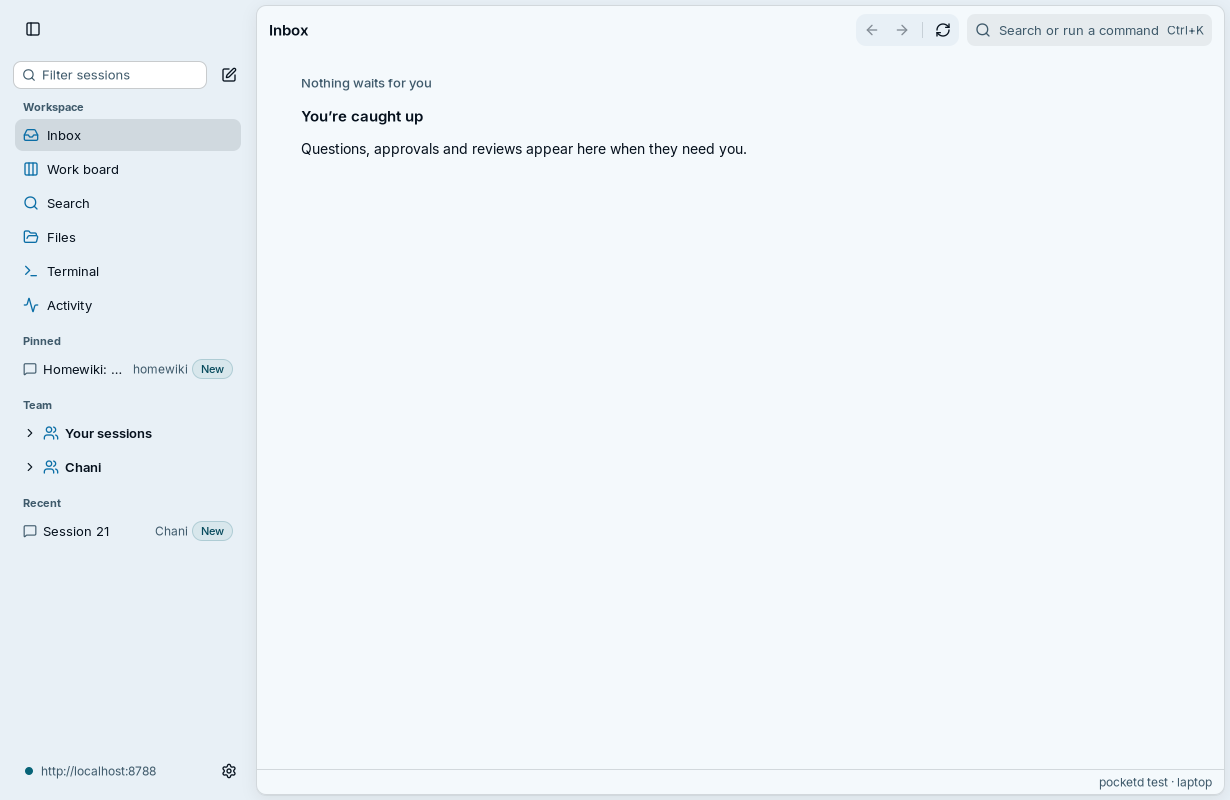 Inbox
Search or run a command Ctrl+K
Filter sessions
Workspace
Inbox
Work board
Search
Files
Terminal
Activity
Pinned
Homewiki: ... homewiki New
Team
Your sessions
Chani
Recent
Session 21 Chani New
http://localhost:8788
Nothing waits for you
You’re caught up
Questions, approvals and reviews appear here when they need you.
pocketd test · laptop